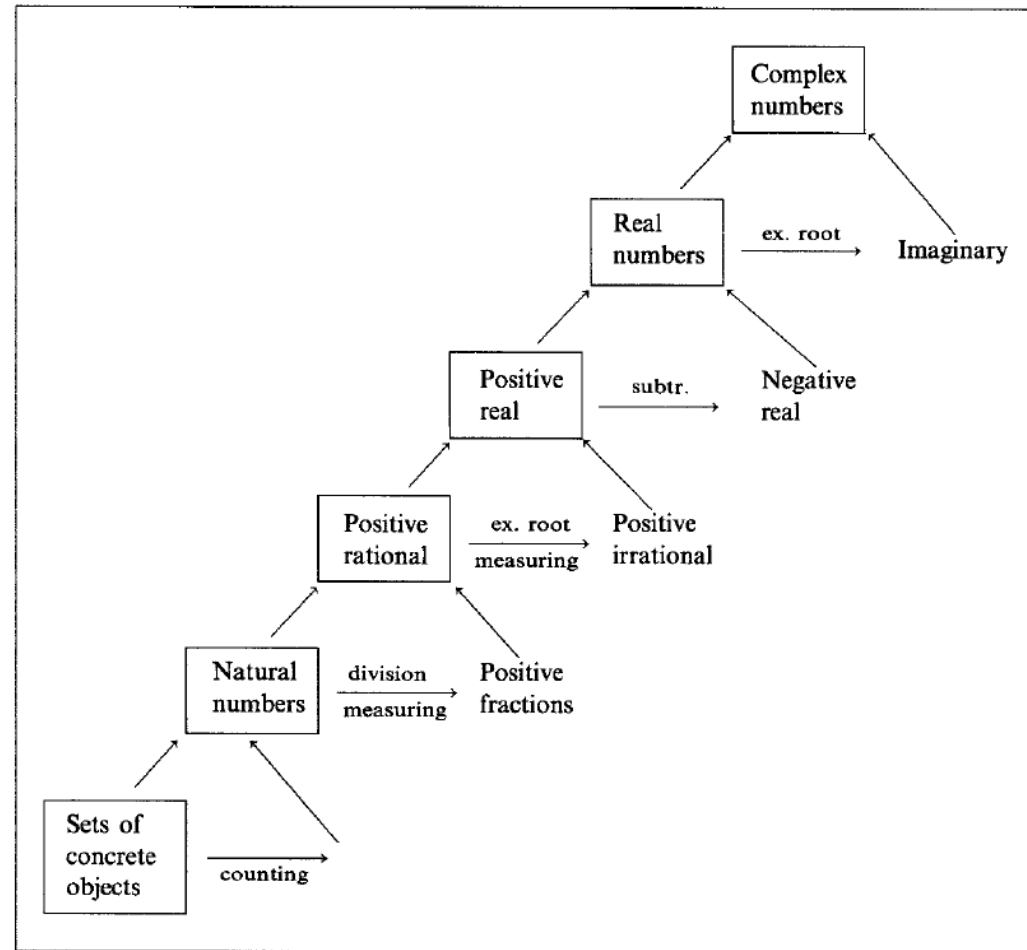 Complex
numbers
Real
numbers
ex. root
Imaginary
Positive
real
subtr.
Negative
real
Positive
rational
ex. root
measuring
Positive
irrational
Natural
numbers
division
measuring
Positive
fractions
Sets of
concrete
objects
counting